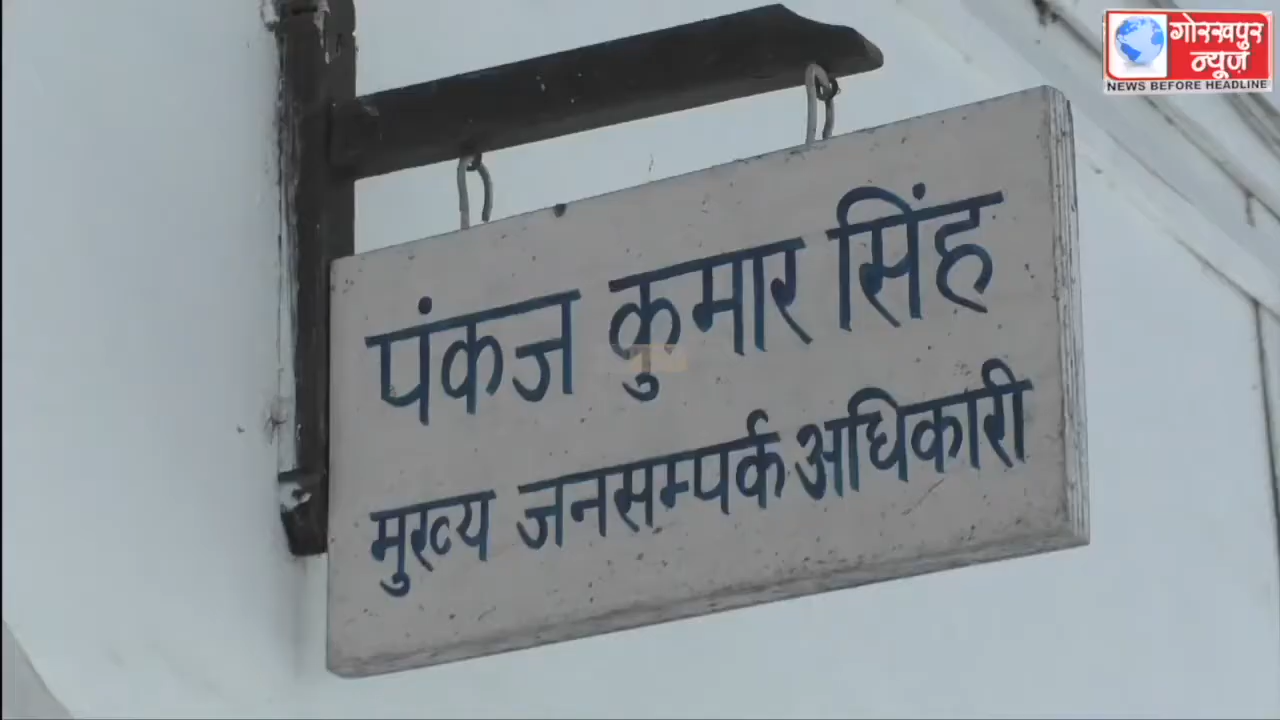 गोरखपुर
न्यूज़
NEWS BEFORE HEADLINE
पंकज कुमार सिंह
मुख्य जनसम्पर्क अधिकारी